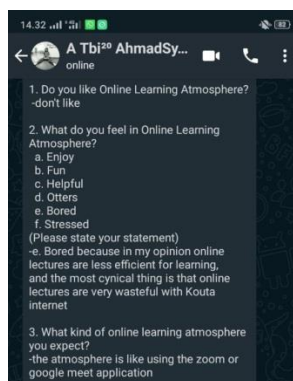 14.32
83
A Tbi²⁰ AhmadSy...
online
1. Do you like Online Learning Atmosphere?
-don't like
2. What do you feel in Online Learning
Atmosphere?
a. Enjoy
b. Fun
c. Helpful
d. Otters
e. Bored
f. Stressed
(Please state your statement)
-e. Bored because in my opinion online
lectures are less efficient for learning,
and the most cynical thing is that online
lectures are very wasteful with Kouta
internet
3. What kind of online learning atmosphere
you expect?
-the atmosphere is like using the zoom or
google meet application